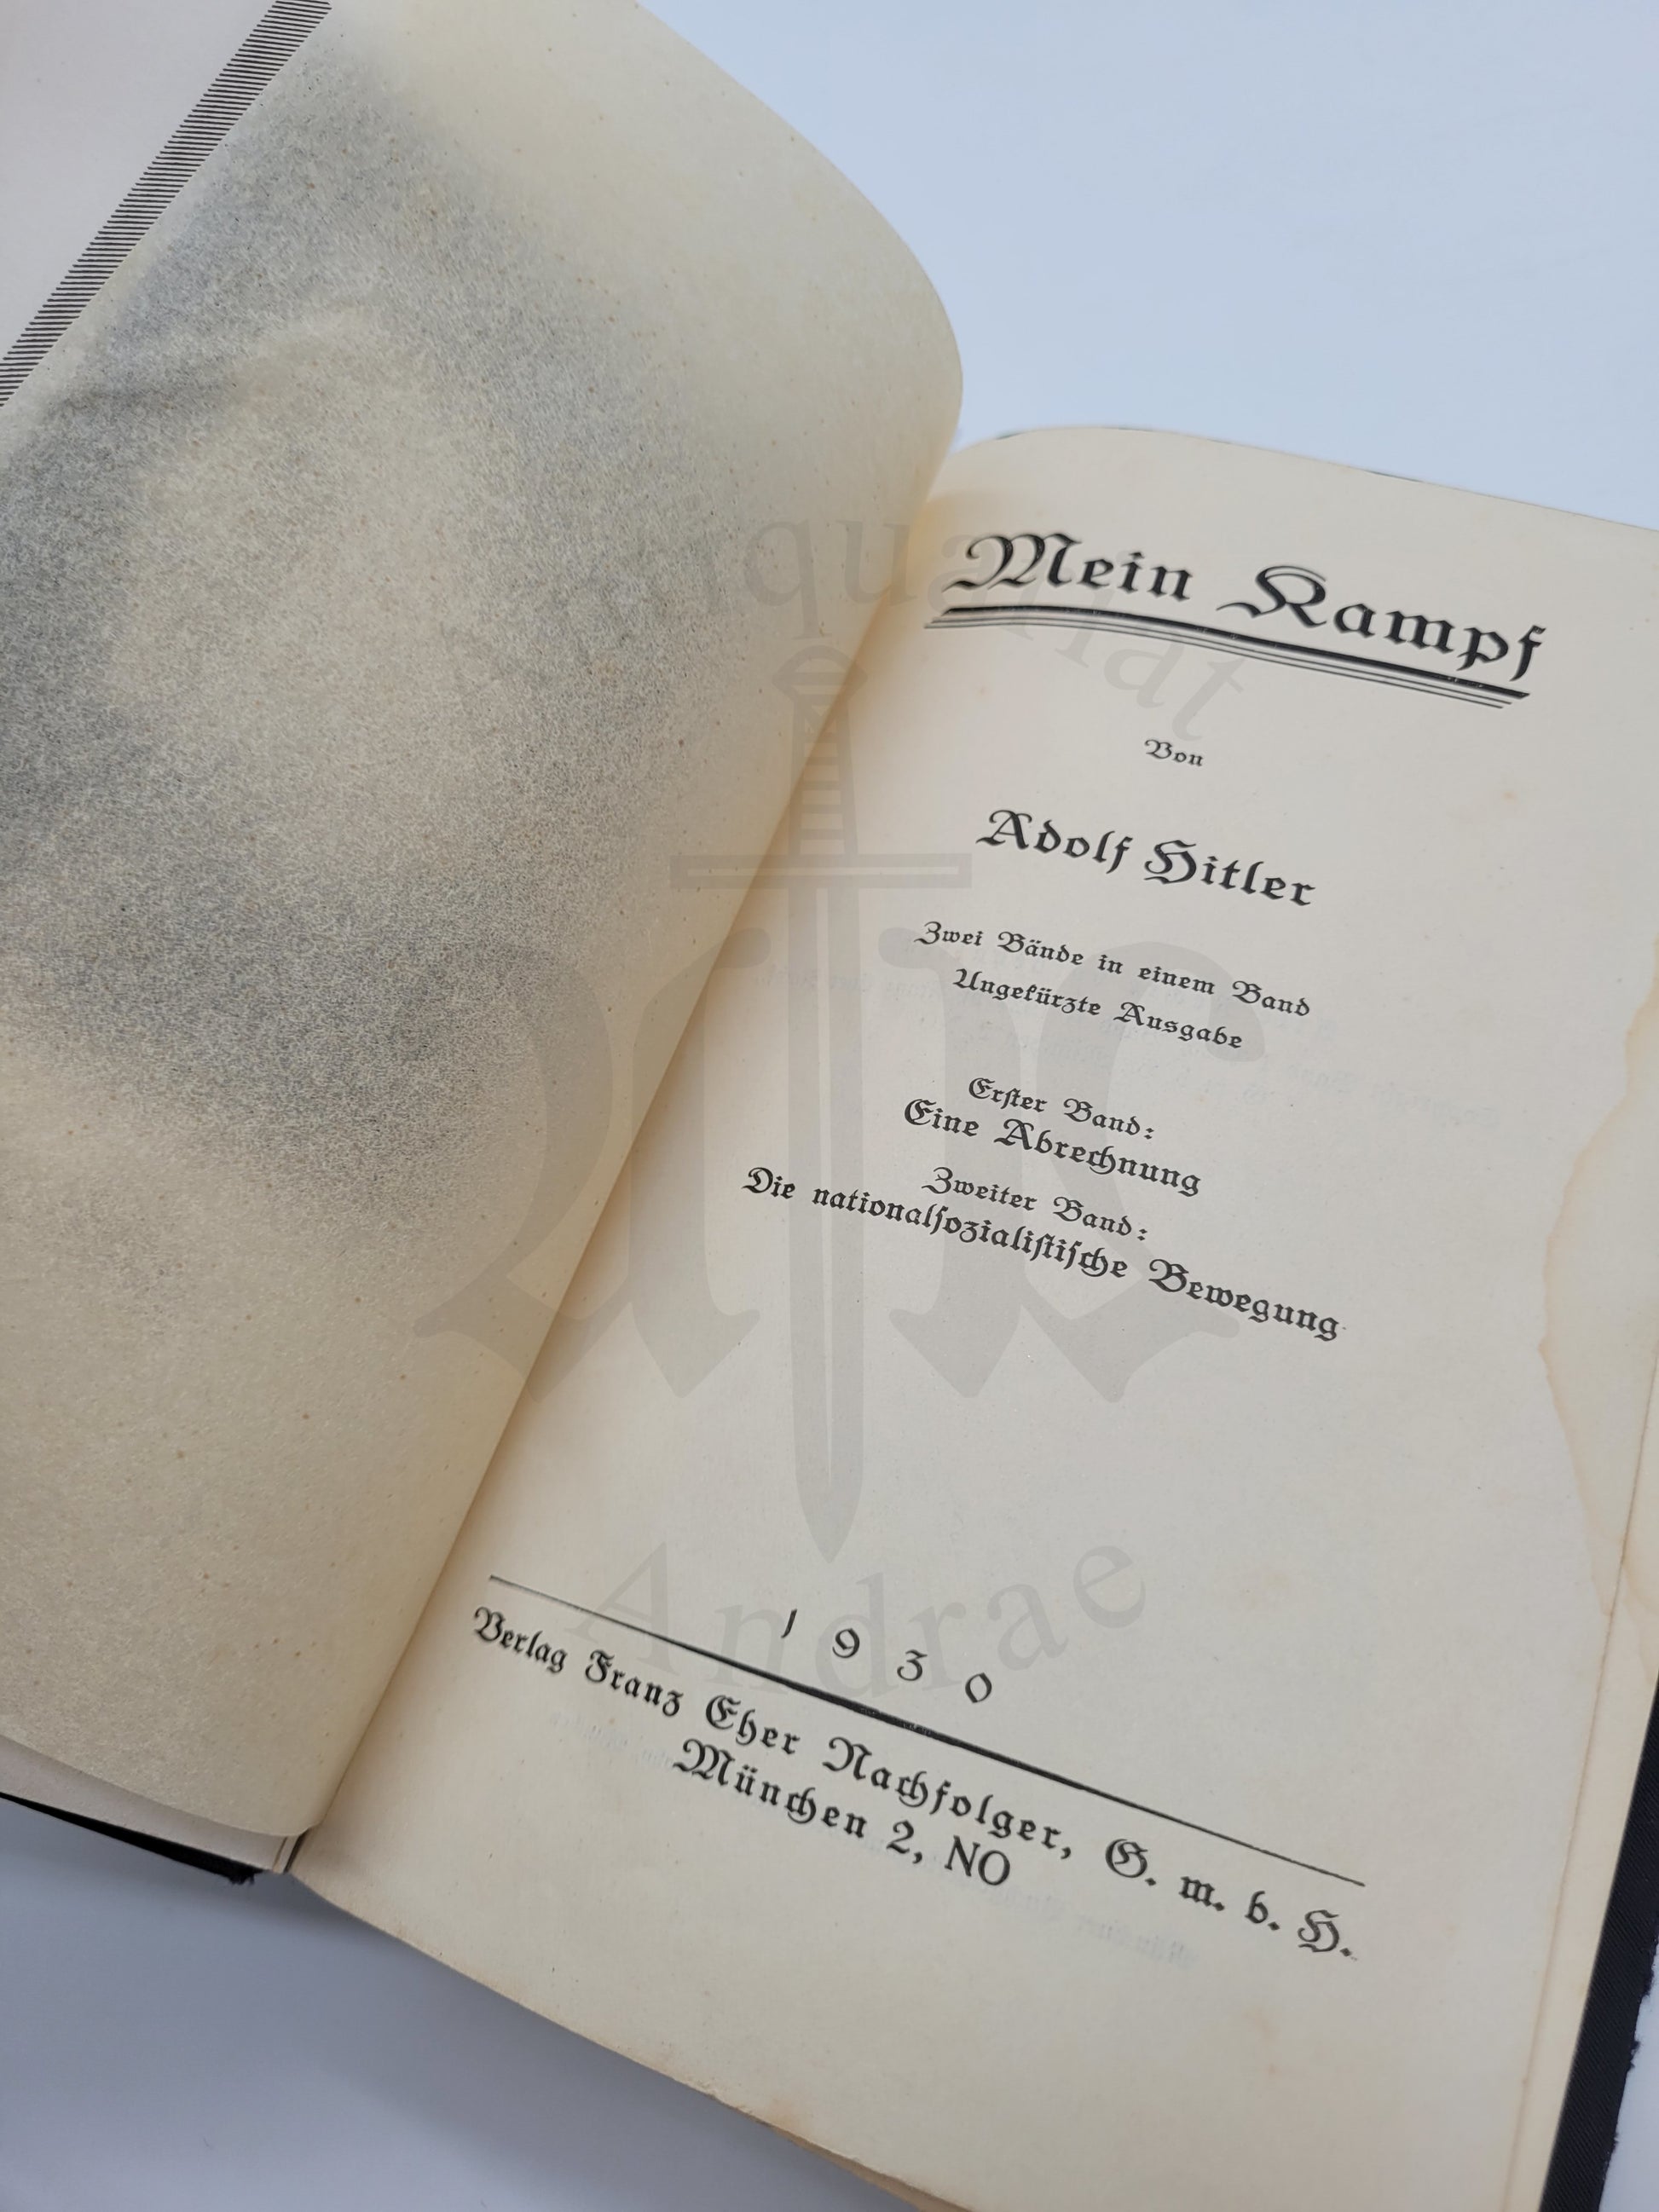 Mein Kampf
Von
Adolf Hitler
Zwei Bände in einem Band
Ungekürzte Ausgabe
Erster Band:
Eine Abrechnung
Zweiter Band:
Die nationalsozialistische Bewegung
1930
Verlag Franz Eher Nachfolger, G. m. b. H.
München 2, NO
Antiquariat
Andrae